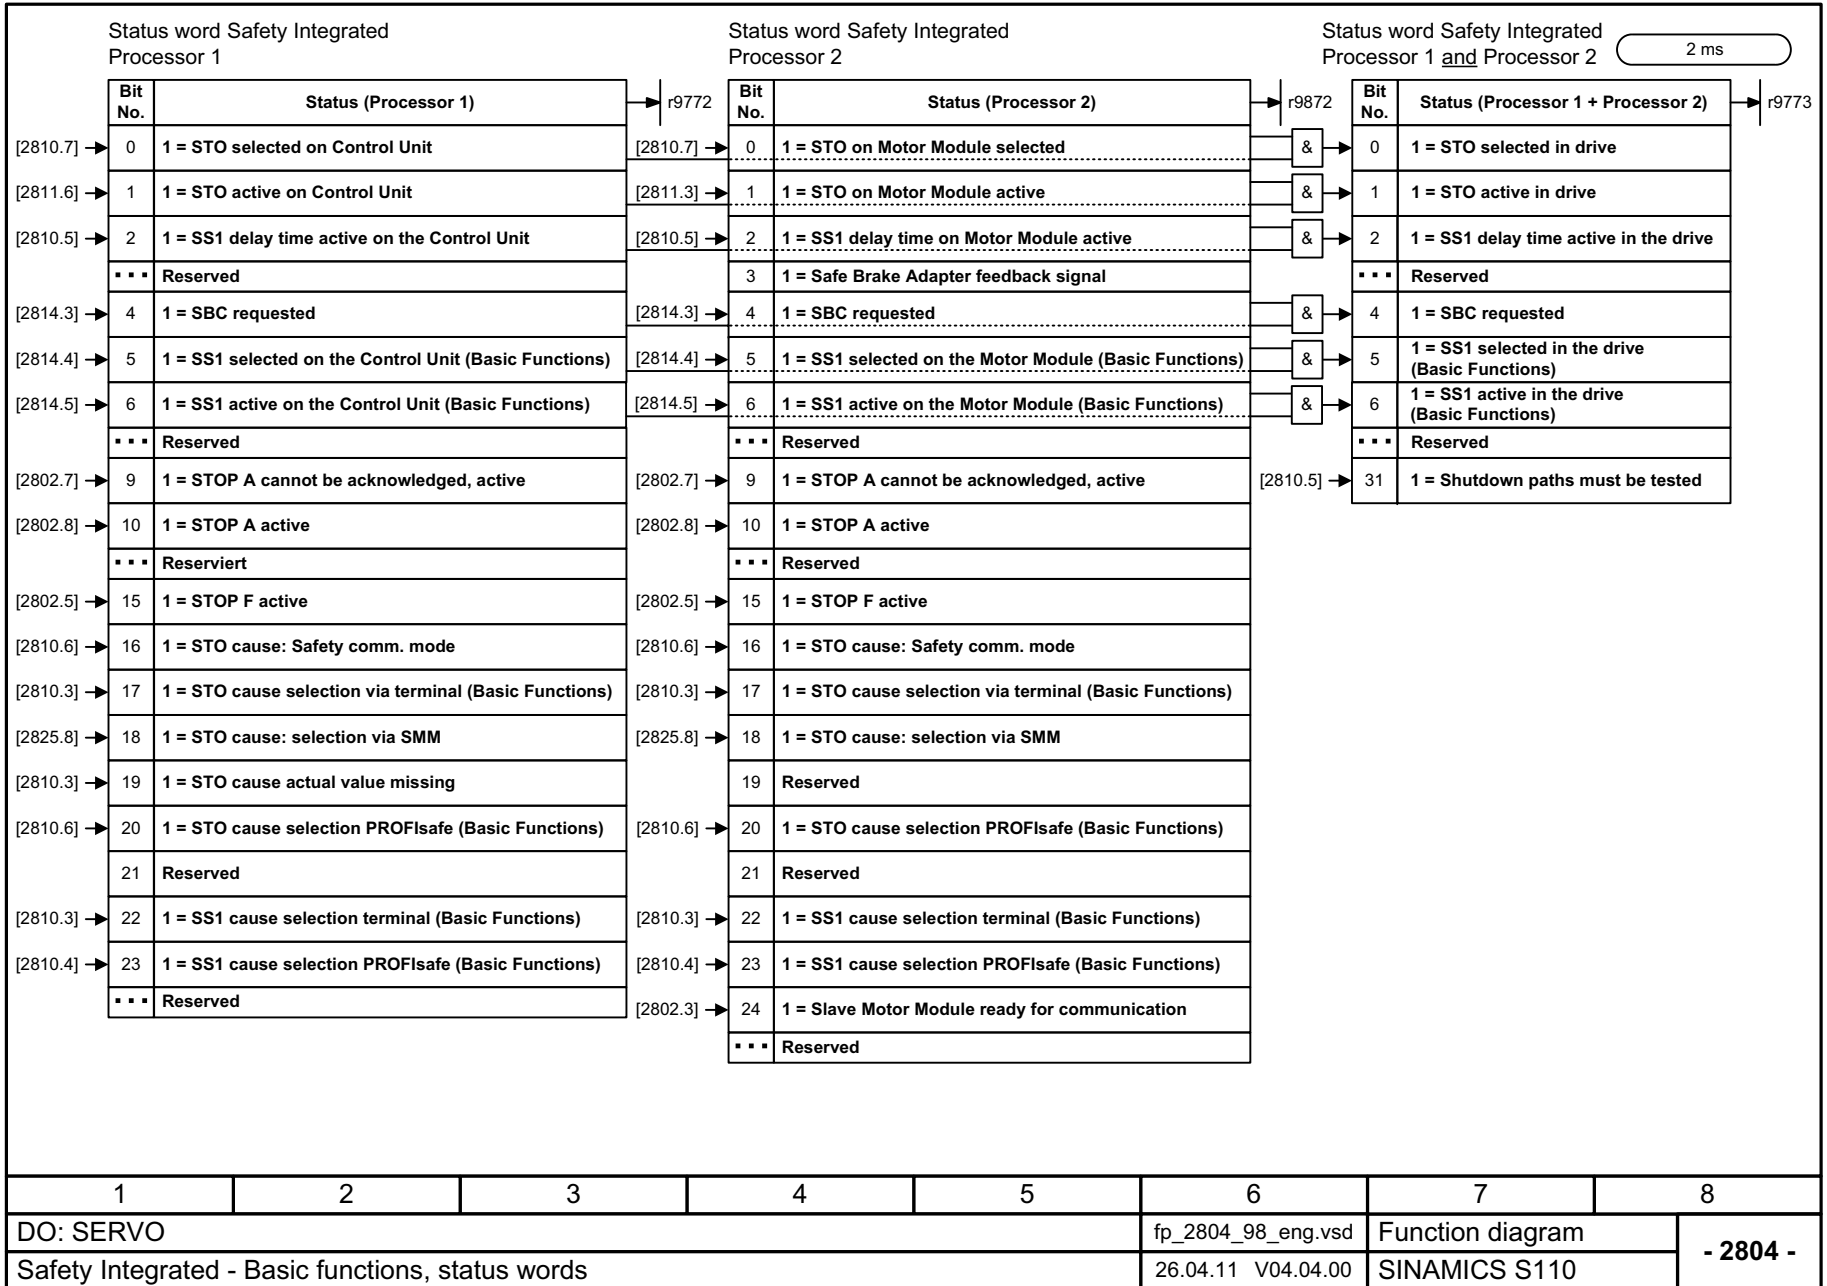 Status word Safety Integrated
Processor 1
Bit
No.
Status (Processor 1)
r9772
[2810.7] 0 1 = STO selected on Control Unit
[2811.6] 1 1 = STO active on Control Unit
[2810.5] 2 1 = SS1 delay time active on the Control Unit
Reserved
[2814.3] 4 1 = SBC requested
[2814.4] 5 1 = SS1 selected on the Control Unit (Basic Functions)
[2814.5] 6 1 = SS1 active on the Control Unit (Basic Functions)
Reserved
[2802.7] 9 1 = STOP A cannot be acknowledged, active
[2802.8] 10 1 = STOP A active
Reserviert
[2802.5] 15 1 = STOP F active
[2810.6] 16 1 = STO cause: Safety comm. mode
[2810.3] 17 1 = STO cause selection via terminal (Basic Functions)
[2825.8] 18 1 = STO cause: selection via SMM
[2810.3] 19 1 = STO cause actual value missing
[2810.6] 20 1 = STO cause selection PROFIsafe (Basic Functions)
21 Reserved
[2810.3] 22 1 = SS1 cause selection terminal (Basic Functions)
[2810.4] 23 1 = SS1 cause selection PROFIsafe (Basic Functions)
Reserved
Status word Safety Integrated
Processor 2
Bit
No.
Status (Processor 2)
r9872
[2810.7] 0 1 = STO on Motor Module selected
[2811.3] 1 1 = STO on Motor Module active
[2810.5] 2 1 = SS1 delay time on Motor Module active
3 1 = Safe Brake Adapter feedback signal
[2814.3] 4 1 = SBC requested
[2814.4] 5 1 = SS1 selected on the Motor Module (Basic Functions)
[2814.5] 6 1 = SS1 active on the Motor Module (Basic Functions)
Reserved
[2802.7] 9 1 = STOP A cannot be acknowledged, active
[2802.8] 10 1 = STOP A active
Reserved
[2802.5] 15 1 = STOP F active
[2810.6] 16 1 = STO cause: Safety comm. mode
[2810.3] 17 1 = STO cause selection via terminal (Basic Functions)
[2825.8] 18 1 = STO cause: selection via SMM
19 Reserved
[2810.6] 20 1 = STO cause selection PROFIsafe (Basic Functions)
21 Reserved
[2810.3] 22 1 = SS1 cause selection terminal (Basic Functions)
[2810.4] 23 1 = SS1 cause selection PROFIsafe (Basic Functions)
[2802.3] 24 1 = Slave Motor Module ready for communication
Reserved
Status word Safety Integrated
Processor 1 and Processor 2
2 ms
Bit
No.
Status (Processor 1 + Processor 2)
r9773
& 0 1 = STO selected in drive
& 1 1 = STO active in drive
& 2 1 = SS1 delay time active in the drive
Reserved
& 4 1 = SBC requested
& 5 1 = SS1 selected in the drive
(Basic Functions)
& 6 1 = SS1 active in the drive
(Basic Functions)
Reserved
[2810.5] 31 1 = Shutdown paths must be tested
1 2 3 4 5 6 7 8
DO: SERVO
fp_2804_98_eng.vsd
Function diagram
- 2804 -
Safety Integrated - Basic functions, status words
26.04.11 V04.04.00
SINAMICS S110